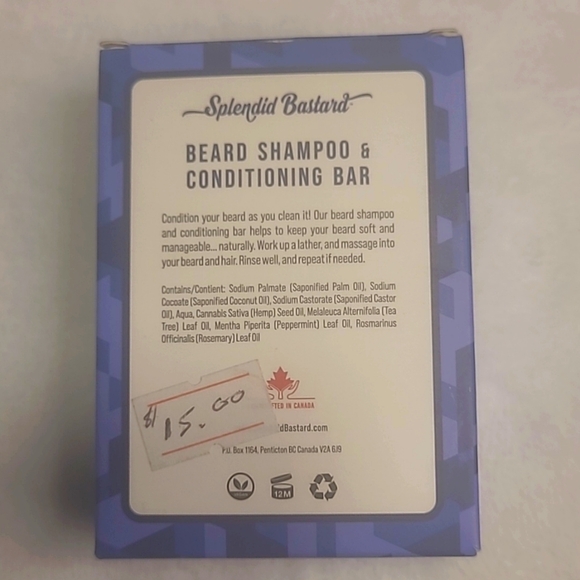 Splendid Bastard
BEARD SHAMPOO &
CONDITIONING BAR
Condition your beard as you clean it! Our beard shampoo
and conditioning bar helps to keep your beard soft and
manageable... naturally. Work up a lather, and massage into
your beard and hair. Rinse well, and repeat if needed.
Contains/Contient: Sodium Palmate (Saponified Palm Oil), Sodium
Cocoate (Saponified Coconut Oil), Sodium Castorate (Saponified Castor
Oil), Aqua, Cannabis Sativa (Hemp) Seed Oil, Melaleuca Alternifolia (Tea
Tree) Leaf Oil, Mentha Piperita (Peppermint) Leaf Oil, Rosmarinus
Officinalis (Rosemary) Leaf Oil
IN CANADA
15.00
dBastard.com
P.O. Box 1164, Penticton BC Canada V2A 6J9
12M